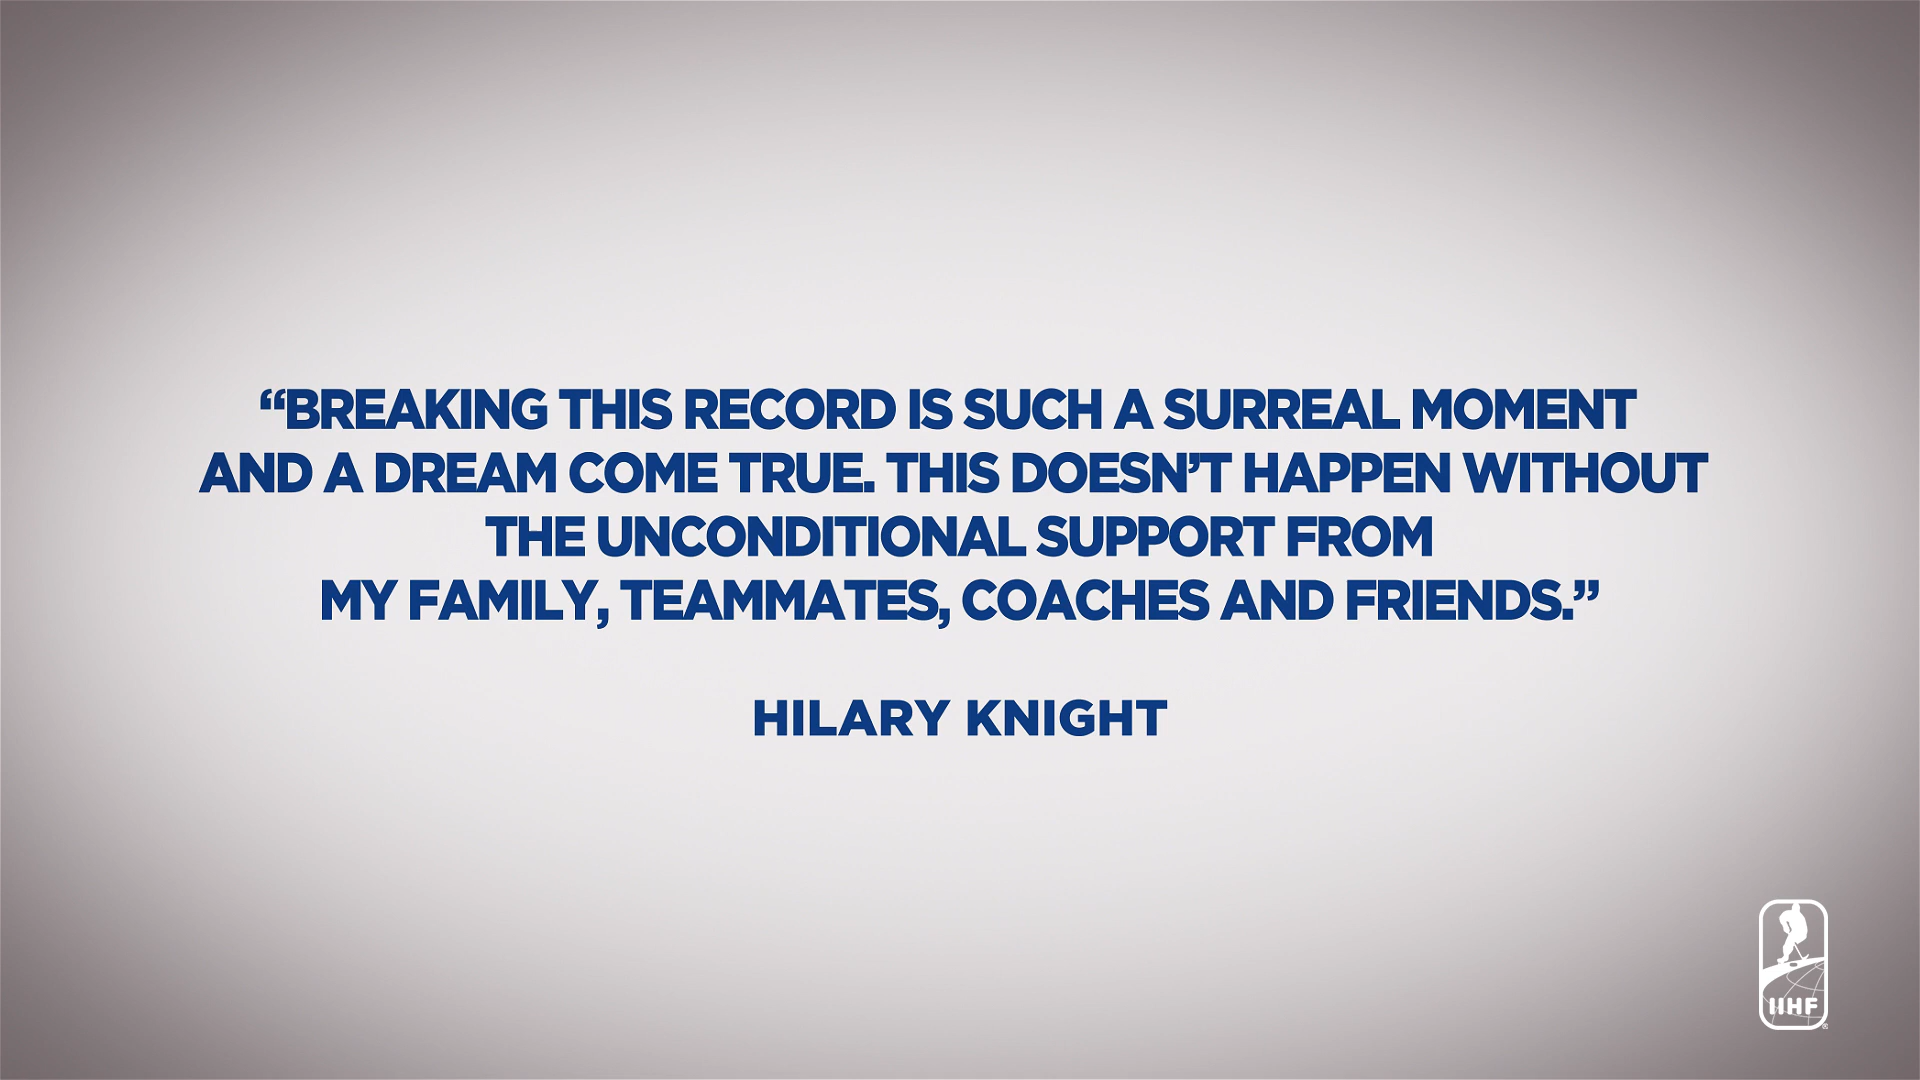 “BREAKING THIS RECORD IS SUCH A SURREAL MOMENT
AND A DREAM COME TRUE. THIS DOESN’T HAPPEN WITHOUT
THE UNCONDITIONAL SUPPORT FROM
MY FAMILY, TEAMMATES, COACHES AND FRIENDS.”
HILARY KNIGHT
IIHF
®